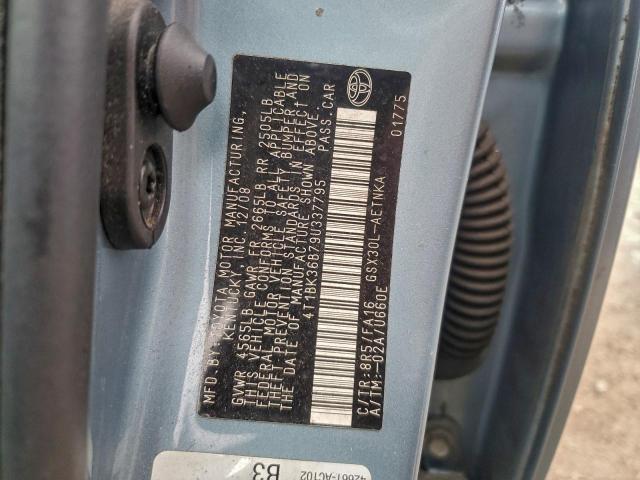 MFD. BY: TOYOTA MOTOR MANUFACTURING,
KENTUCKY, INC. 12/08
GVWR 4565LB GAWR FR 2665LB RR 2505LB
THIS VEHICLE CONFORMS TO ALL APPLICABLE
FEDERAL MOTOR VEHICLE SAFETY, BUMPER, AND
THEFT PREVENTION STANDARDS IN EFFECT ON
THE DATE OF MANUFACTURE SHOWN ABOVE.
4T1BK36B79U337795 PASS. CAR
C/TR: 8R5/FA16 GSX30L-AETNKA
A/TM: -02A/U660E 01775
42661-AC102
B3